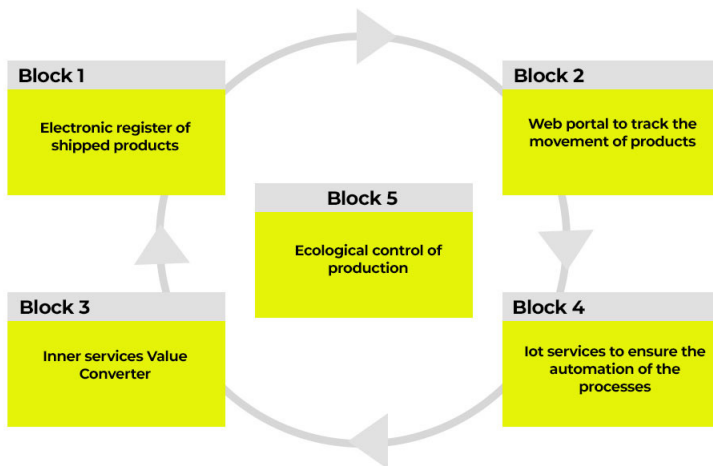 Block 1
Electronic register of
shipped products
Block 2
Web portal to track the
movement of products
Block 5
Ecological control of
production
Block 3
Inner services Value
Converter
Block 4
Iot services to ensure the
automation of the
processes